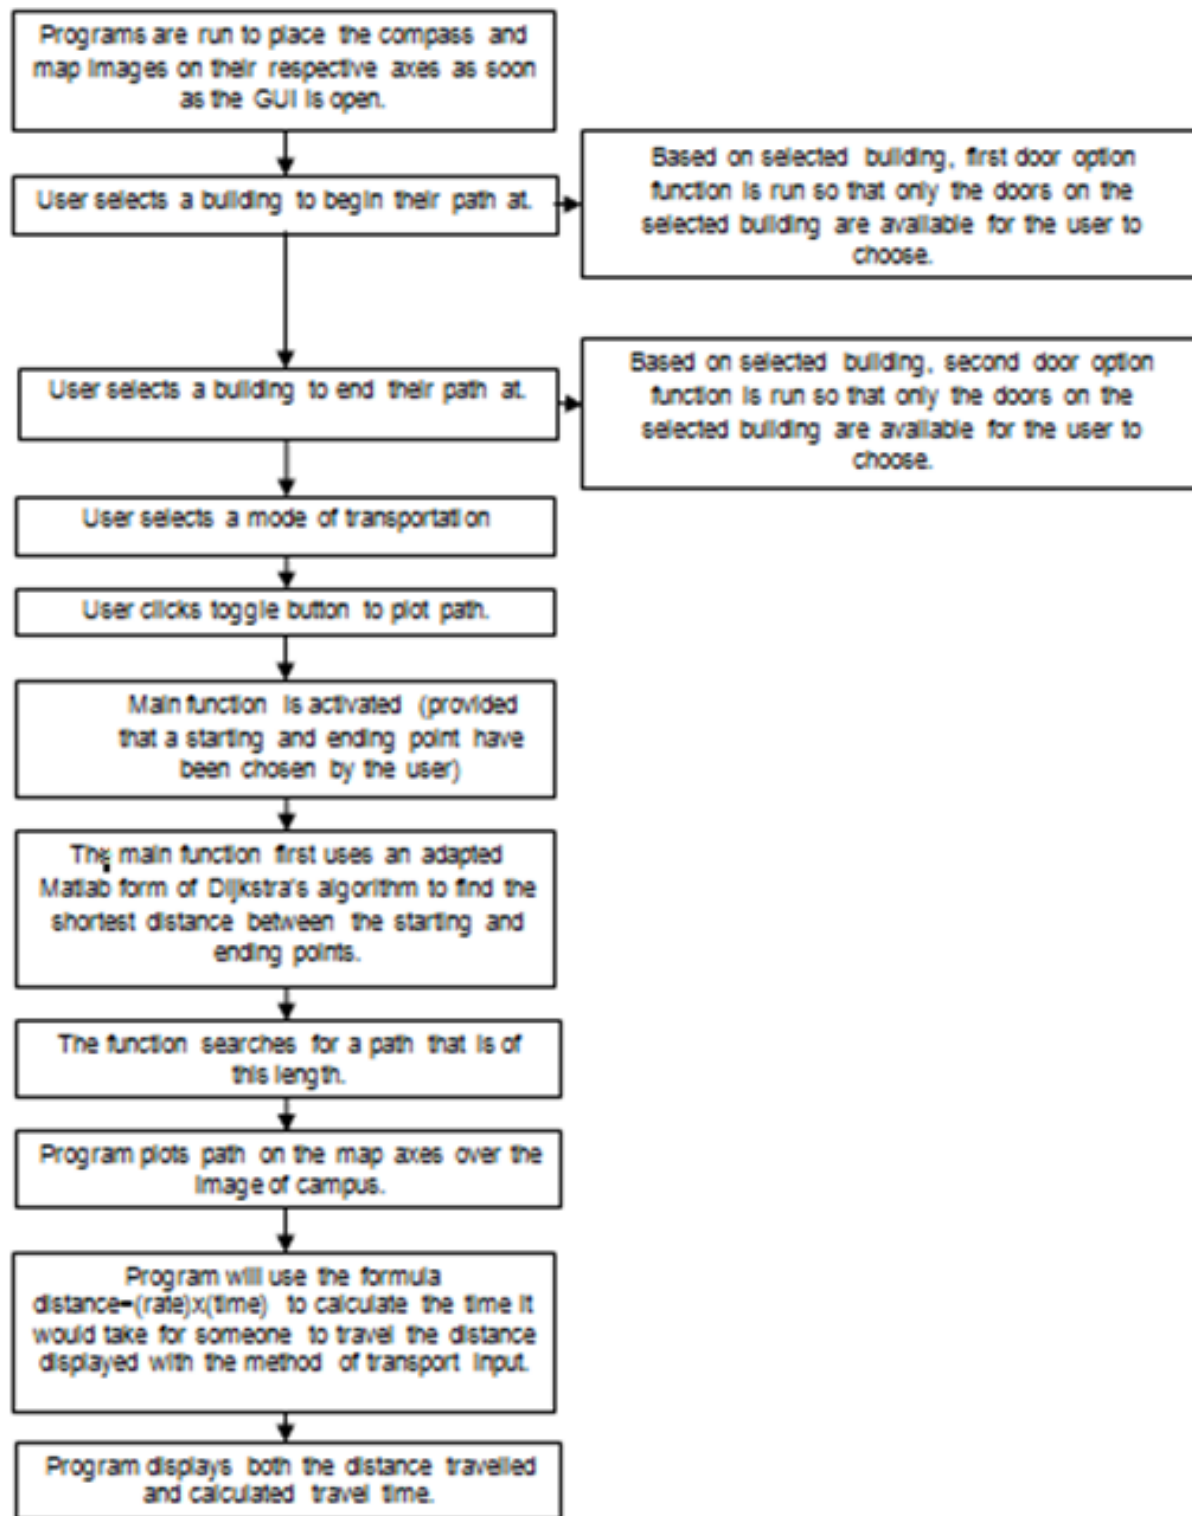 Programs are run to place the compass and
map images on their respective axes as soon
as the GUI is open.
User selects a building to begin their path at.
Based on selected building, first door option
function is run so that only the doors on the
selected building are available for the user to
choose.
User selects a building to end their path at.
Based on selected building, second door option
function is run so that only the doors on the
selected building are available for the user to
choose.
User selects a mode of transportation
User clicks toggle button to plot path.
Main function is activated (provided
that a starting and ending point have
been chosen by the user)
The main function first uses an adapted
Matlab form of Dijkstra's algorithm to find the
shortest distance between the starting and
ending points.
The function searches for a path that is of
this length.
Program plots path on the map axes over the
image of campus.
Program will use the formula
distance=(rate)x(time) to calculate the time it
would take for someone to travel the distance
displayed with the method of transport input.
Program displays both the distance travelled
and calculated travel time.